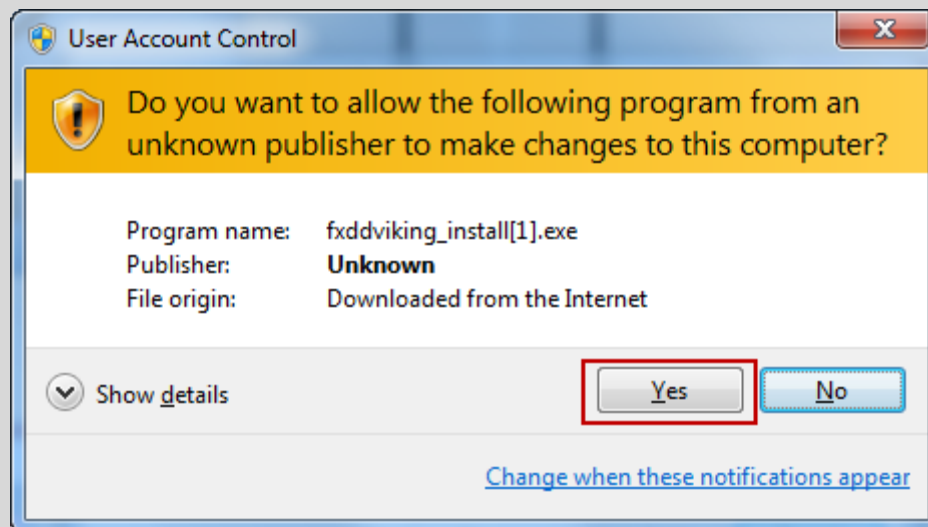 User Account Control
Do you want to allow the following program from an
unknown publisher to make changes to this computer?
Program name: fxddviking_install[1].exe
Publisher: Unknown
File origin: Downloaded from the Internet
Show details Yes No
Change when these notifications appear